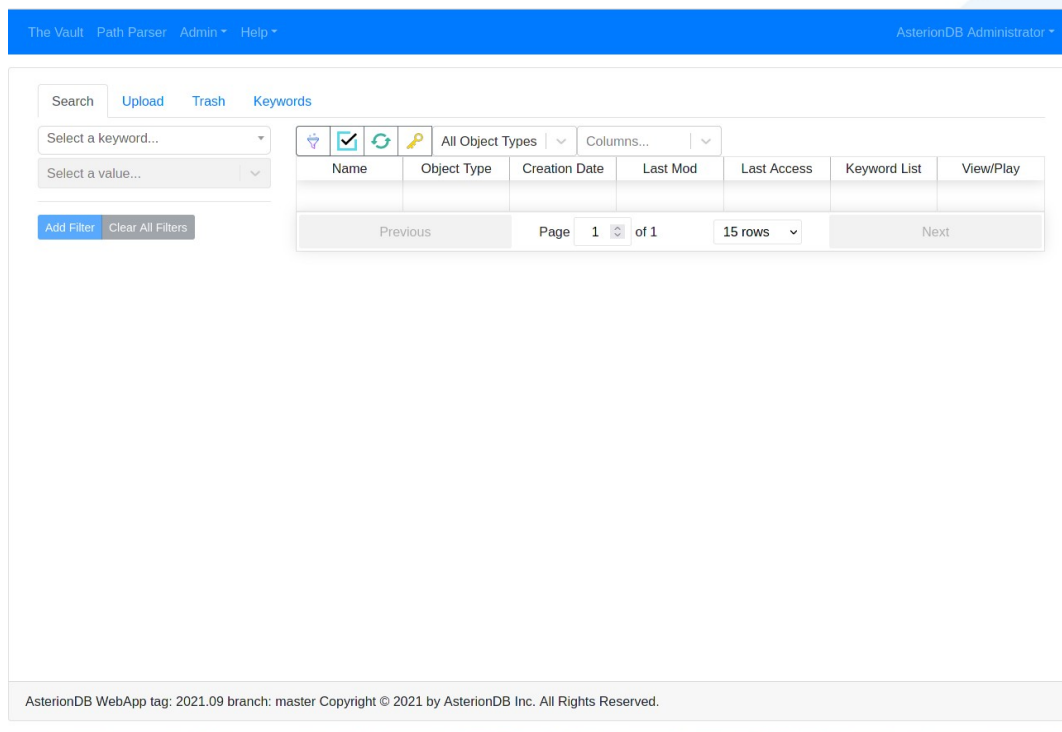 The Vault Path Parser Admin Help AsterionDB Administrator
Search Upload Trash Keywords
Select a keyword...
Select a value...
Add Filter Clear All Filters
All Object Types Columns...
Name Object Type Creation Date Last Mod Last Access Keyword List View/Play
Previous Page 1 of 1 15 rows Next
AsterionDB WebApp tag: 2021.09 branch: master Copyright © 2021 by AsterionDB Inc. All Rights Reserved.